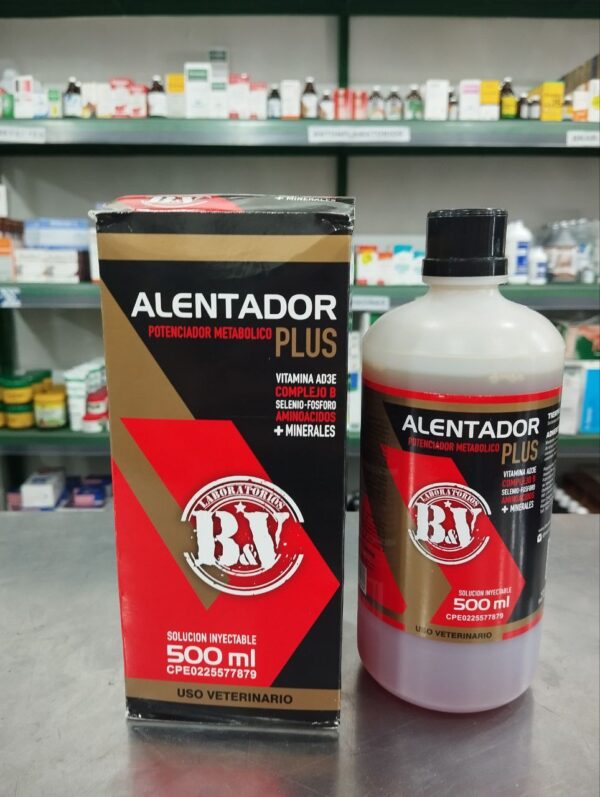 + MINERALES
ALENTADOR
POTENCIADOR METABOLICO
PLUS
VITAMINA AD3E
COMPLEJO B
SELENIO-FOSFORO
AMINOACIDOS
+ MINERALES
LABORATORIOS
B&V
SOLUCION INYECTABLE
500 ml
CPE0225577879
USO VETERINARIO
ALENTADOR
POTENCIADOR METABOLICO
PLUS
VITAMINA AD3E
COMPLEJO B
SELENIO-FOSFORO
AMINOACIDOS
+ MINERALES
LABORATORIOS
B&V
SOLUCION INYECTABLE
500 ml
CPE0225577879
USO VETERINARIO